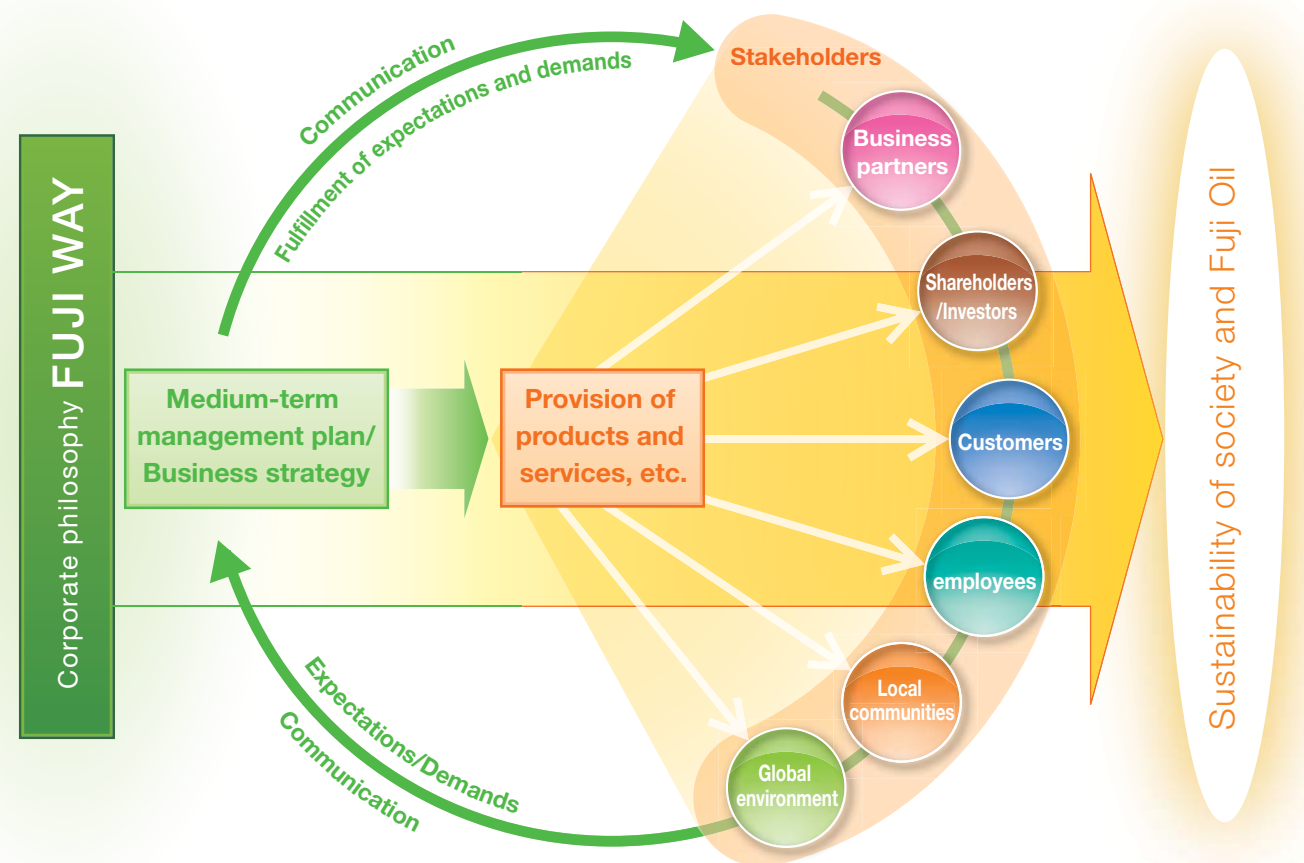 Corporate philosophy FUJI WAY
Communication
Fulfillment of expectations and demands
Stakeholders
Business
partners
Shareholders
/Investors
Customers
employees
Local
communities
Global
environment
Medium-term
management plan/
Business strategy
Provision of
products and
services, etc.
Expectations/Demands
Communication
Sustainability of society and Fuji Oil